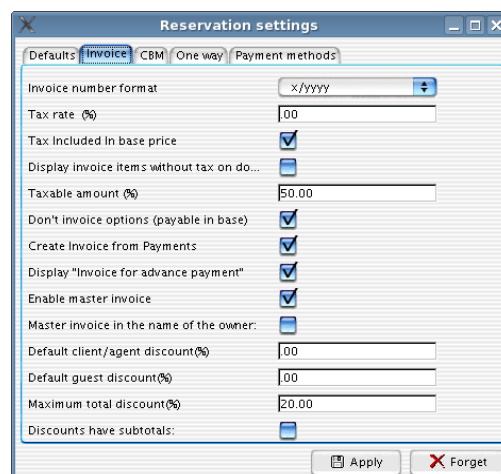 Reservation settings
Defaults Invoice CBM One way Payment methods
Invoice number format x/yyyy
Tax rate (%) .00
Tax Included In base price
Display invoice items without tax on do...
Taxable amount (%) 50.00
Don't invoice options (payable in base)
Create Invoice from Payments
Display "Invoice for advance payment"
Enable master invoice
Master invoice in the name of the owner:
Default client/agent discount(%) .00
Default guest discount(%) .00
Maximum total discount(%) 20.00
Discounts have subtotals:
Apply Forget